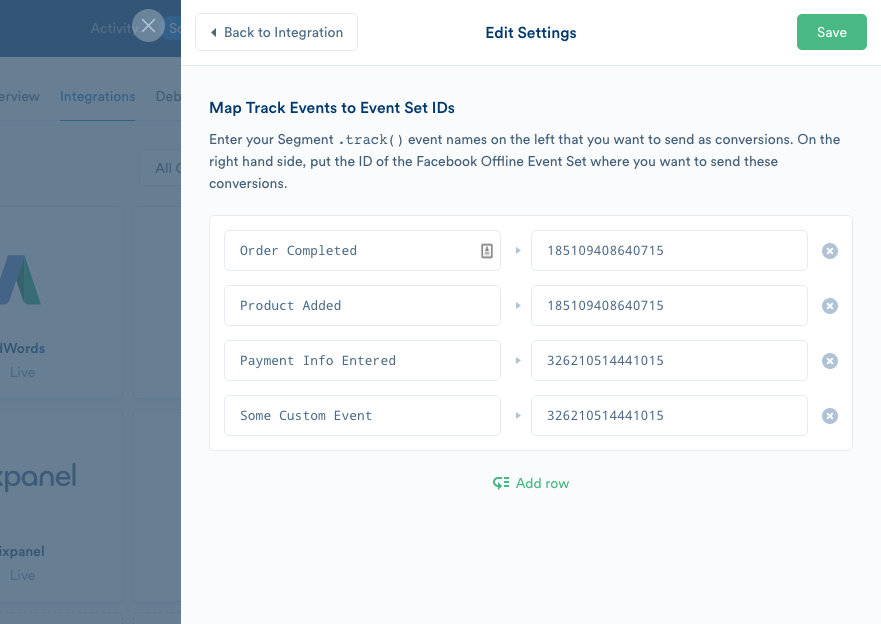 Activity
Back to Integration
Edit Settings
Save
erview Integrations Deb
All
Map Track Events to Event Set IDs
Enter your Segment .track() event names on the left that you want to send as conversions. On the
right hand side, put the ID of the Facebook Offline Event Set where you want to send these
conversions.
Order Completed 185109408640715
Product Added 185109408640715
Payment Info Entered 326210514441015
Some Custom Event 326210514441015
Add row
dWords
Live
xpanel
ixpanel
Live